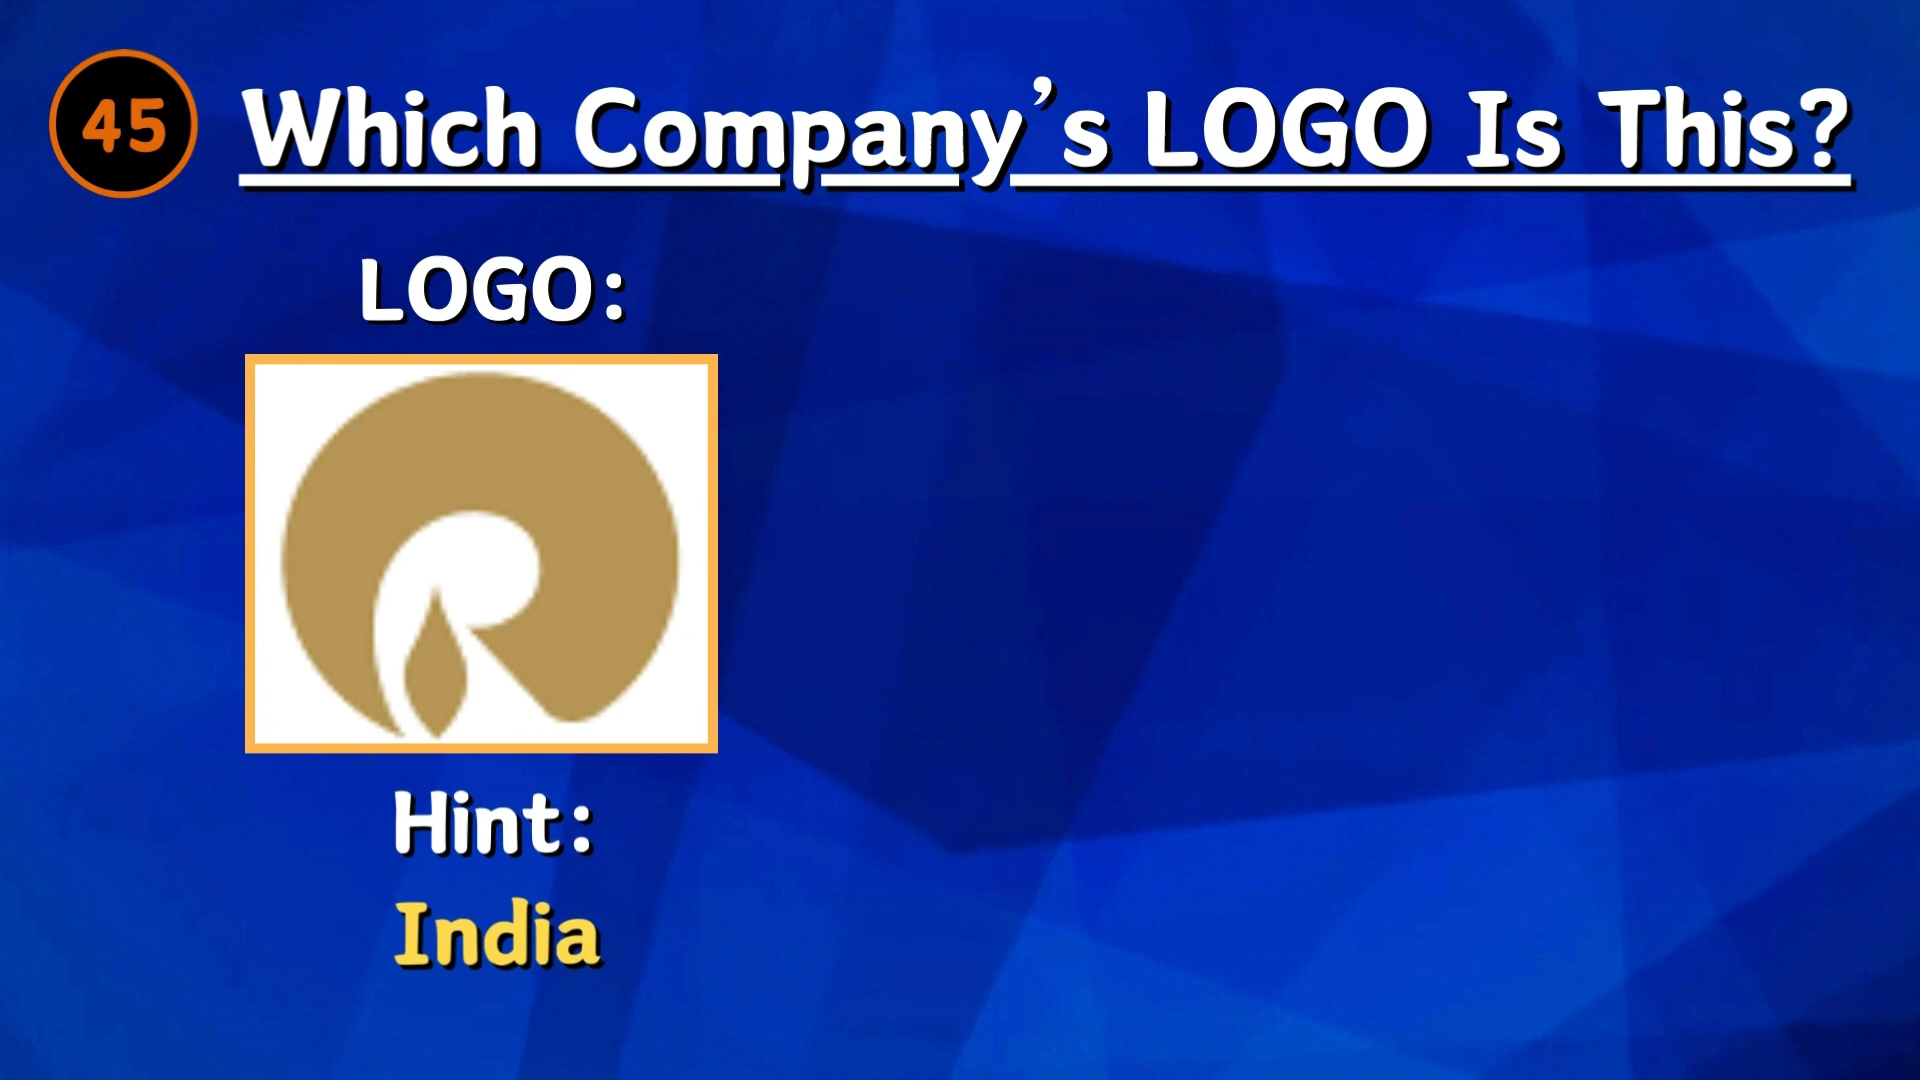 45
Which Company’s LOGO Is This?
LOGO:
Hint:
India